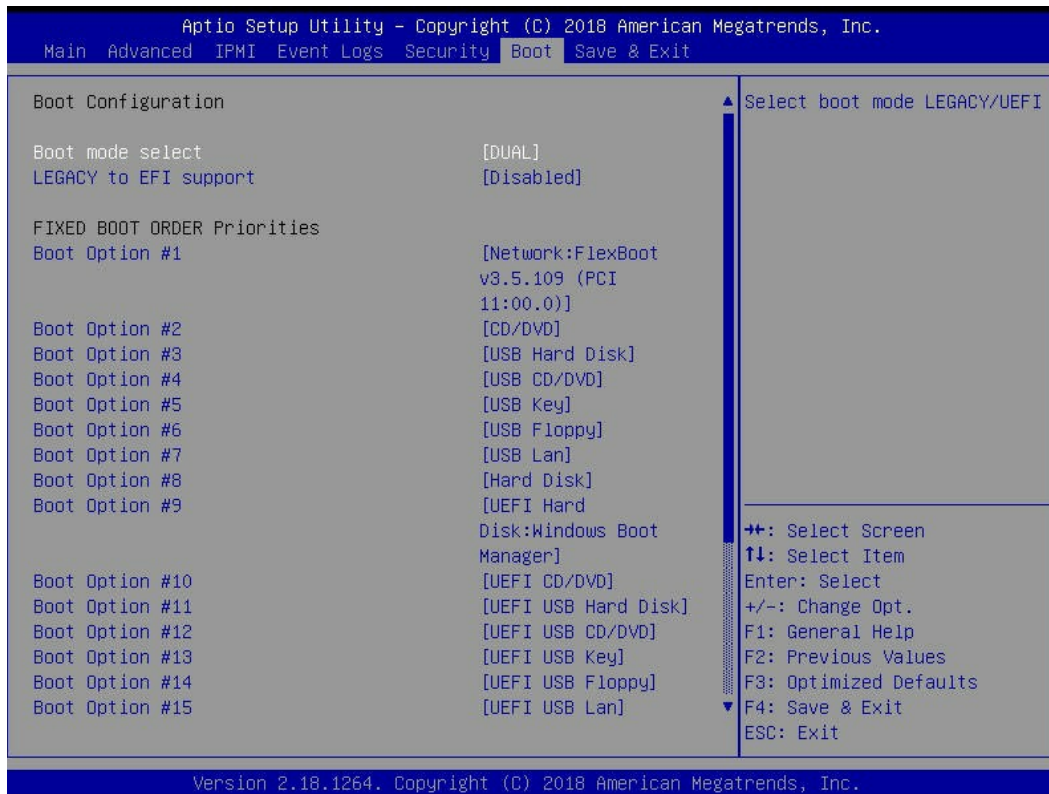 Aptio Setup Utility – Copyright (C) 2018 American Megatrends, Inc.
Main Advanced IPMI Event Logs Security Boot Save & Exit
Boot Configuration
Boot mode select [DUAL]
LEGACY to EFI support [Disabled]
FIXED BOOT ORDER Priorities
Boot Option #1 [Network:FlexBoot
v3.5.109 (PCI
11:00.0)]
Boot Option #2 [CD/DVD]
Boot Option #3 [USB Hard Disk]
Boot Option #4 [USB CD/DVD]
Boot Option #5 [USB Key]
Boot Option #6 [USB Floppy]
Boot Option #7 [USB Lan]
Boot Option #8 [Hard Disk]
Boot Option #9 [UEFI Hard
Disk:Windows Boot
Manager]
Boot Option #10 [UEFI CD/DVD]
Boot Option #11 [UEFI USB Hard Disk]
Boot Option #12 [UEFI USB CD/DVD]
Boot Option #13 [UEFI USB Key]
Boot Option #14 [UEFI USB Floppy]
Boot Option #15 [UEFI USB Lan]
Select boot mode LEGACY/UEFI
→←: Select Screen
↑↓: Select Item
Enter: Select
+/-: Change Opt.
F1: General Help
F2: Previous Values
F3: Optimized Defaults
F4: Save & Exit
ESC: Exit
Version 2.18.1264. Copyright (C) 2018 American Megatrends, Inc.